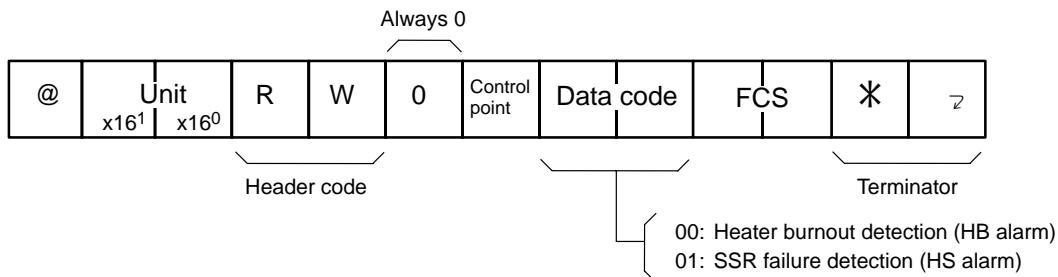 Always 0
@ Unit R W 0 Control point Data code FCS * ↵
x16¹ x16⁰
Header code
Terminator
00: Heater burnout detection (HB alarm)
01: SSR failure detection (HS alarm)